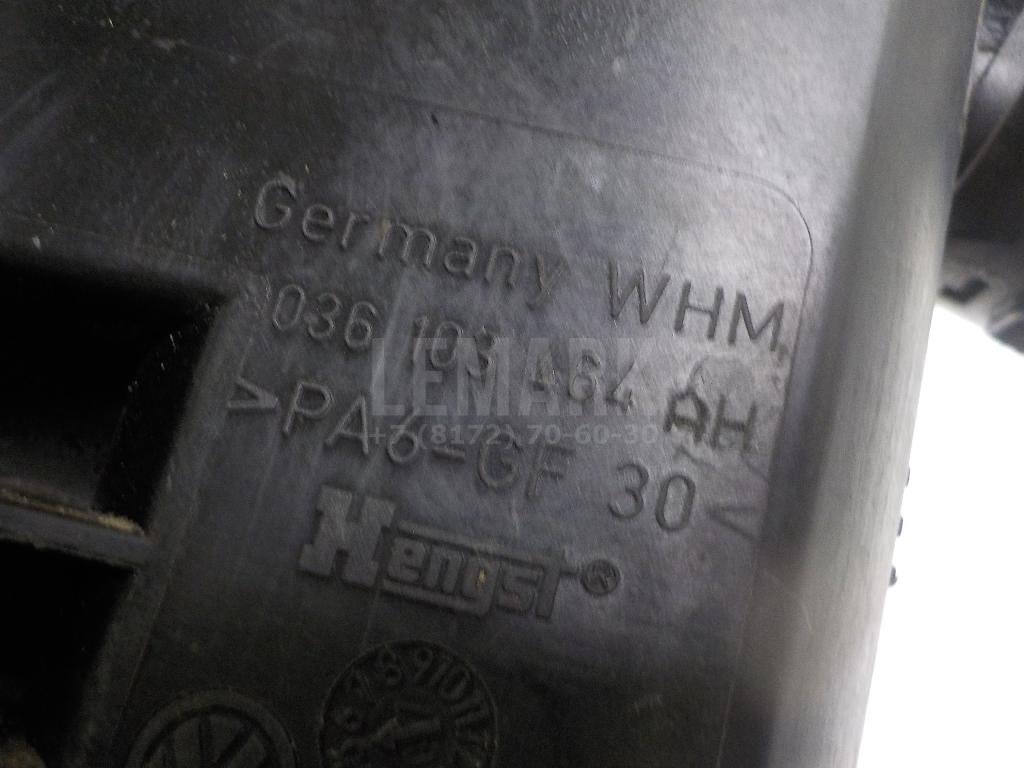 Germany WHM
036 103 464 AH
LEMARK
+7 (8172) 70-60-30
>PA6-GF 30<
Hengst®